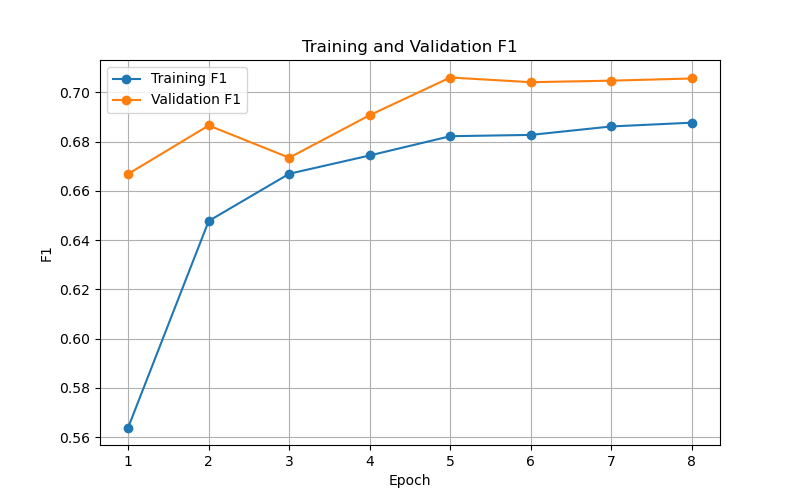 Training and Validation F1
Training F1
Validation F1
0.70
0.68
0.66
0.64
0.62
0.60
0.58
0.56
F1
1 2 3 4 5 6 7 8
Epoch